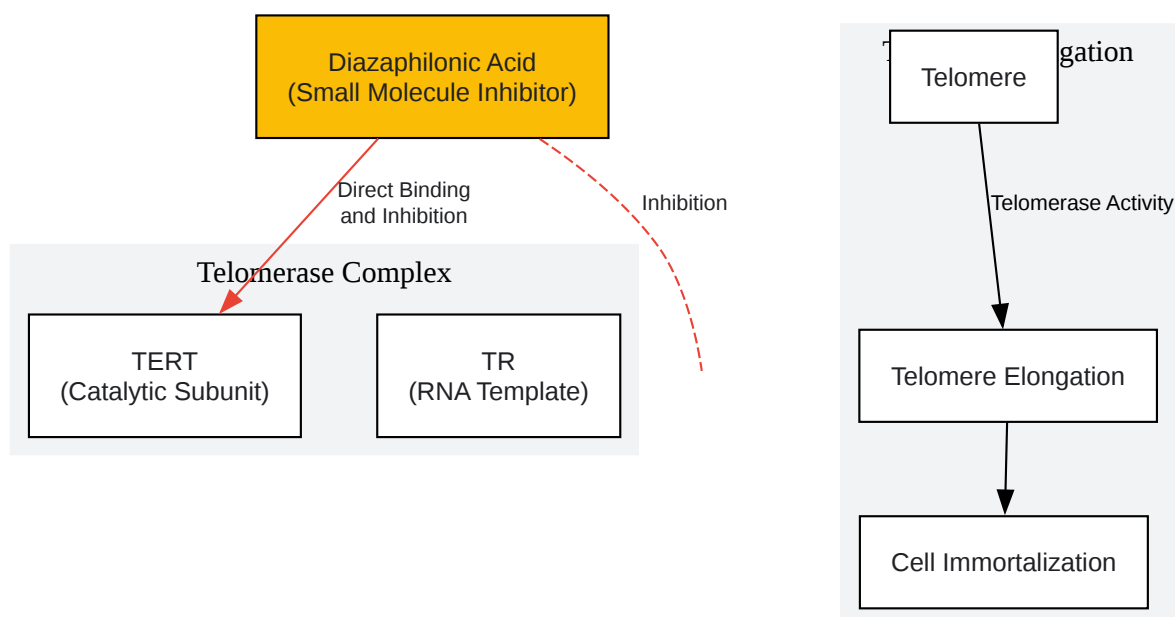 Diazaphilonic Acid
(Small Molecule Inhibitor)
Direct Binding
and Inhibition
Inhibition
Telomerase Complex
TERT
(Catalytic Subunit)
TR
(RNA Template)
Telomere
Telomerase Activity
Telomere Elongation
Cell Immortalization